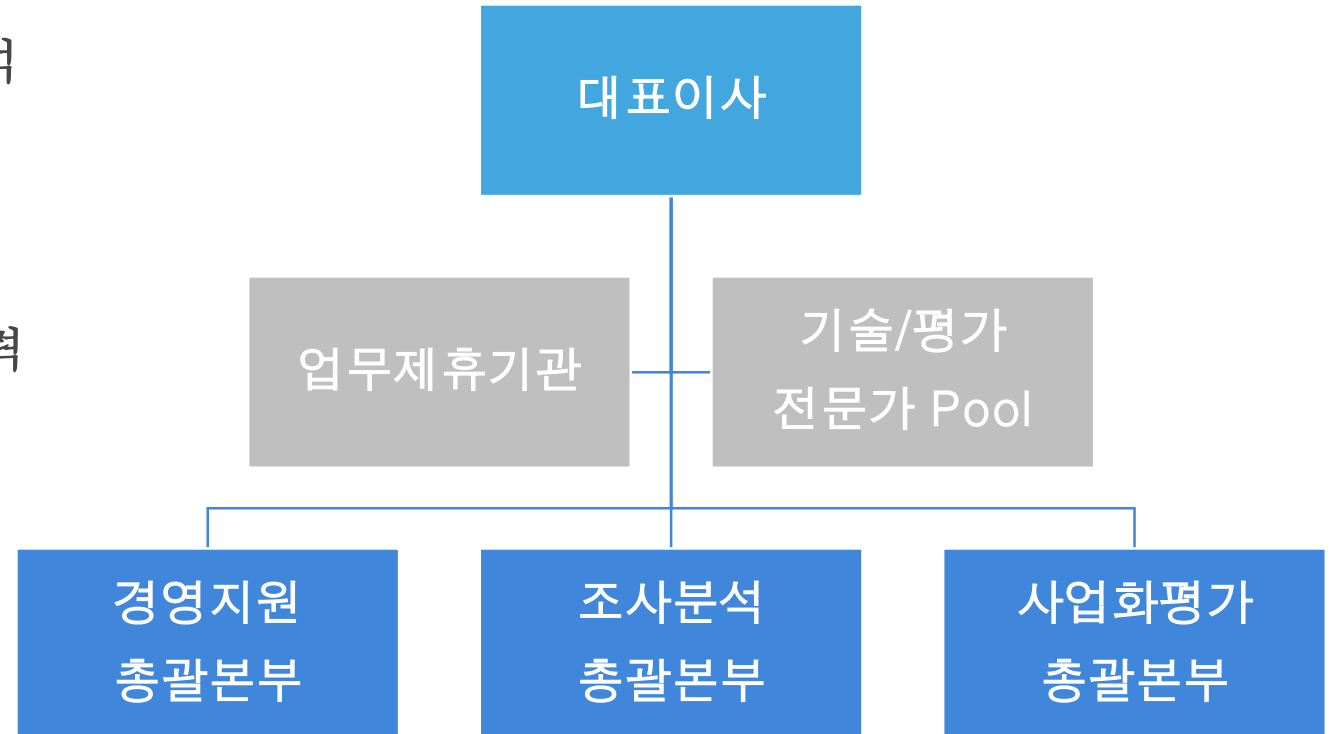 대표이사
업무제휴기관
기술/평가
전문가 Pool
경영지원
총괄본부
조사분석
총괄본부
사업화평가
총괄본부